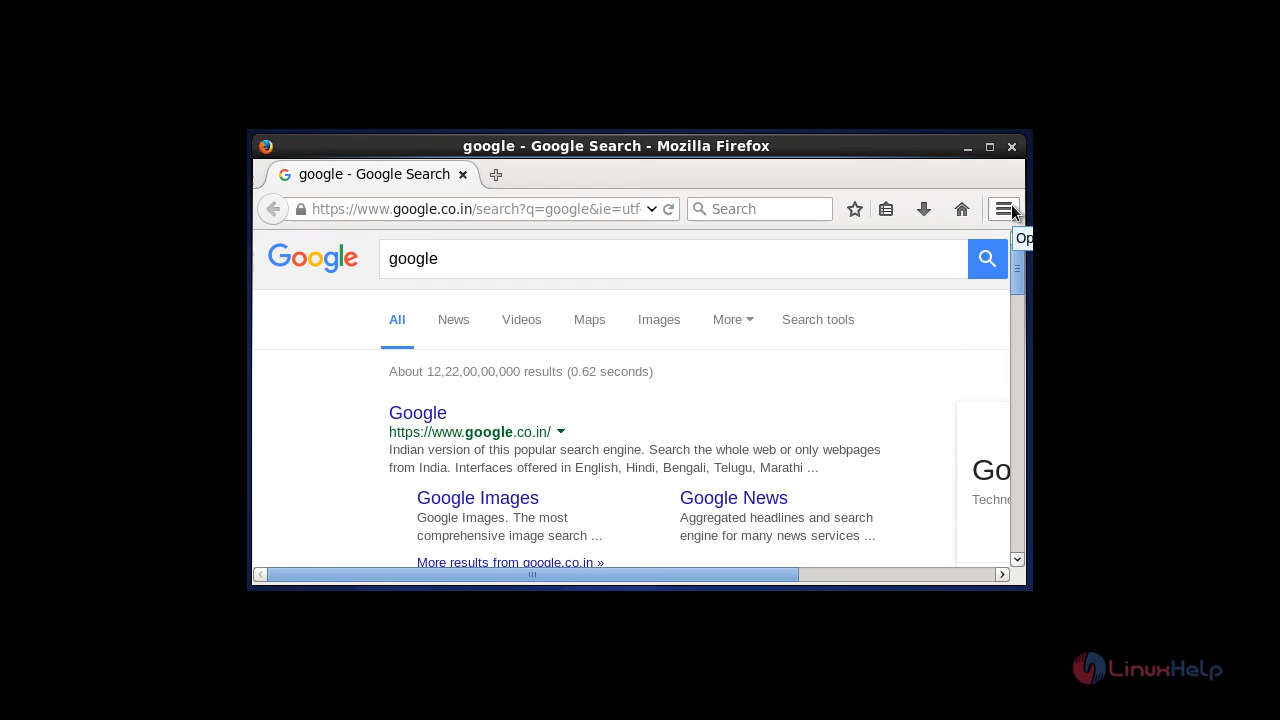 google - Google Search - Mozilla Firefox
google - Google Search
https://www.google.co.in/search?q=google&ie=utf- Search
Op
Google google
All News Videos Maps Images More Search tools
About 12,22,00,00,000 results (0.62 seconds)
Google
https://www.google.co.in/
Indian version of this popular search engine. Search the whole web or only webpages
from India. Interfaces offered in English, Hindi, Bengali, Telugu, Marathi ...
Go
Techno
Google Images Google News
Google Images. The most Aggregated headlines and search
comprehensive image search ... engine for many news services ...
More results from google.co.in »
LinuxHelp